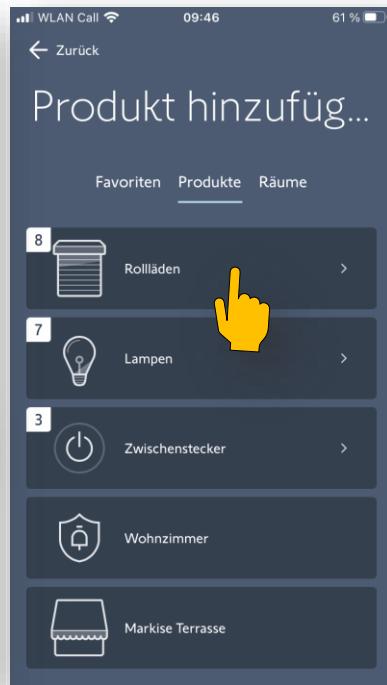 WLAN Call 09:46 61 %
Zurück
Produkt hinzufüg...
Favoriten Produkte Räume
8
Rollläden
7
Lampen
3
Zwischenstecker
Wohnzimmer
Markise Terrasse